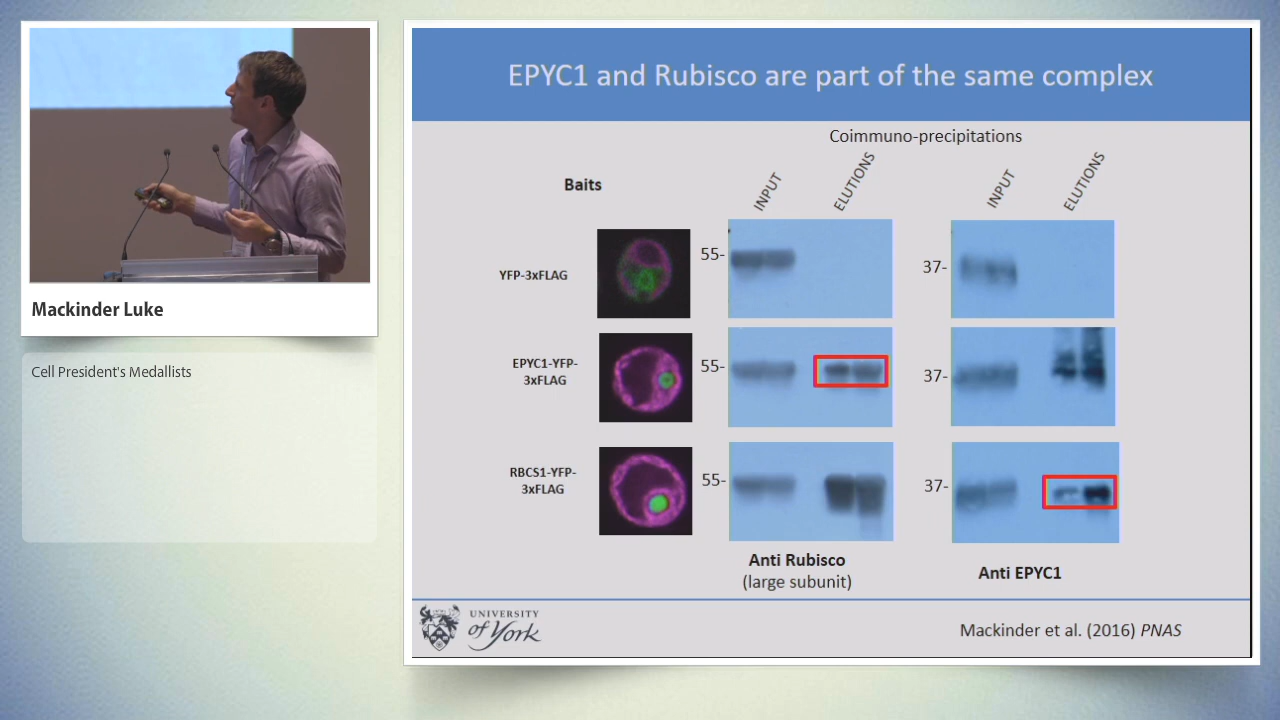 EPYC1 and Rubisco are part of the same complex
Coimmuno-precipitations
Baits
INPUT
ELUTIONS
INPUT
ELUTIONS
YFP-3xFLAG
55-
37-
EPYC1-YFP-
3xFLAG
55-
37-
RBCS1-YFP-
3xFLAG
55-
37-
Anti Rubisco
(large subunit)
Anti EPYC1
UNIVERSITY
of York
Mackinder et al. (2016) PNAS
Mackinder Luke
Cell President's Medallists